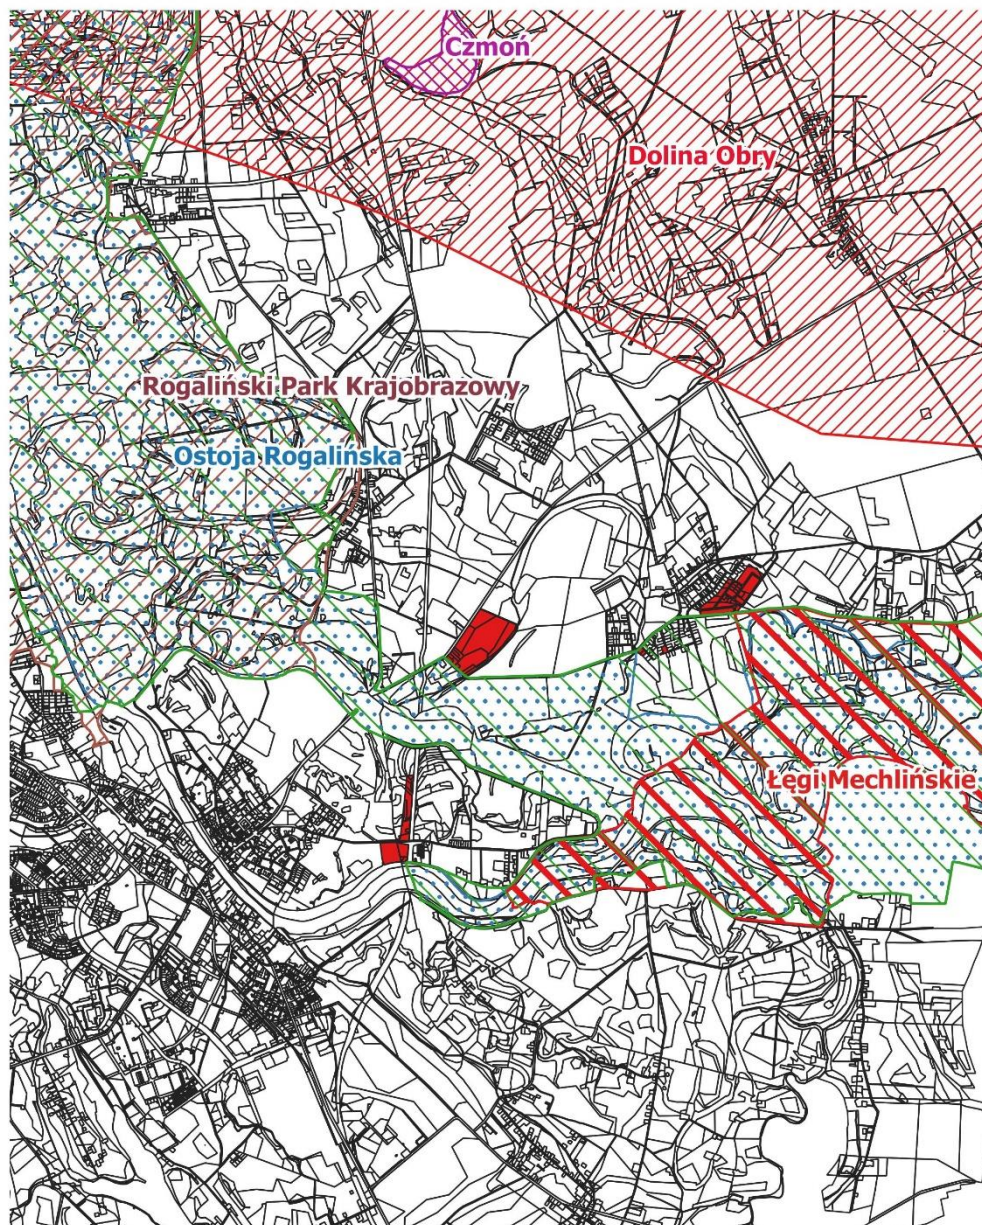 Czmoń
Dolina Obry
Rogaliński Park Krajobrazowy
Ostoja Rogalińska
Łęgi Mechlińskie